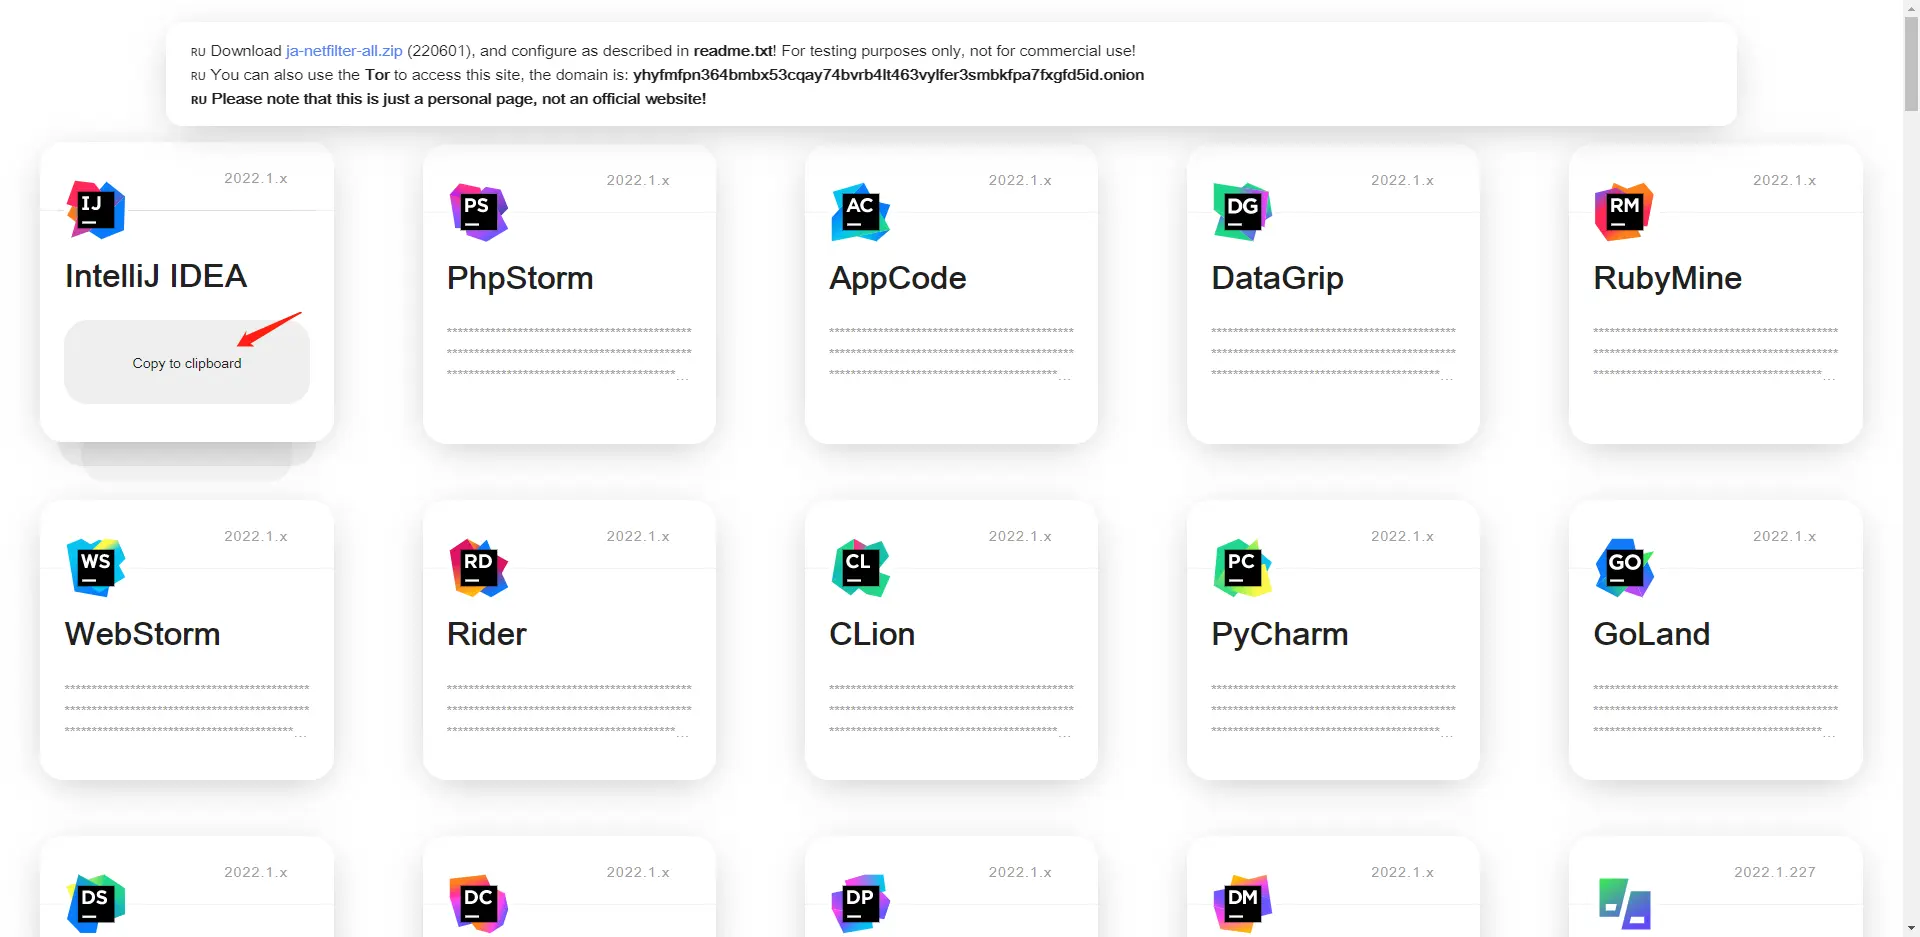 RU Download ja-netfilter-all.zip (220601), and configure as described in readme.txt! For testing purposes only, not for commercial use!
RU You can also use the Tor to access this site, the domain is: yhyfmfpn364bmbx53cqay74bvrb4lt463vylfer3smbkfpa7fxgfd5id.onion
RU Please note that this is just a personal page, not an official website!
2022.1.x
IJ
IntelliJ IDEA
Copy to clipboard
2022.1.x
PS
PhpStorm
*********************************************
*********************************************
******************************************...
2022.1.x
AC
AppCode
*********************************************
*********************************************
******************************************...
2022.1.x
DG
DataGrip
*********************************************
*********************************************
******************************************...
2022.1.x
RM
RubyMine
*********************************************
*********************************************
******************************************...
2022.1.x
WS
WebStorm
*********************************************
*********************************************
******************************************...
2022.1.x
RD
Rider
*********************************************
*********************************************
******************************************...
2022.1.x
CL
CLion
*********************************************
*********************************************
******************************************...
2022.1.x
PC
PyCharm
*********************************************
*********************************************
******************************************...
2022.1.x
GO
GoLand
*********************************************
*********************************************
******************************************...
2022.1.x
DS
2022.1.x
DC
2022.1.x
DP
2022.1.x
DM
2022.1.227